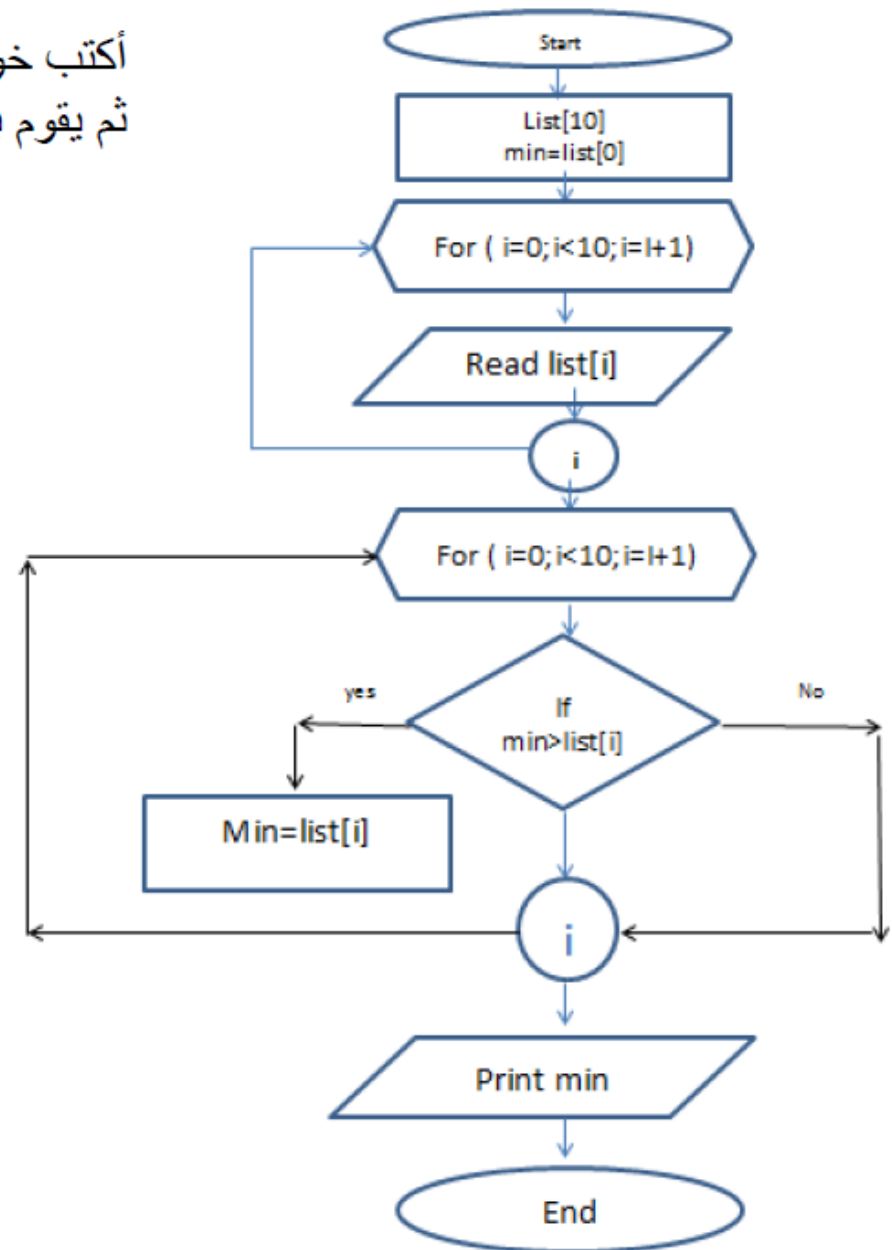 أكتب
ثم يقوم
Start
List[10]
min=list[0]
For ( i=0;i<10;i=I+1)
Read list[i]
i
For ( i=0;i<10;i=I+1)
yes
If
min>list[i]
No
Min=list[i]
i
Print min
End